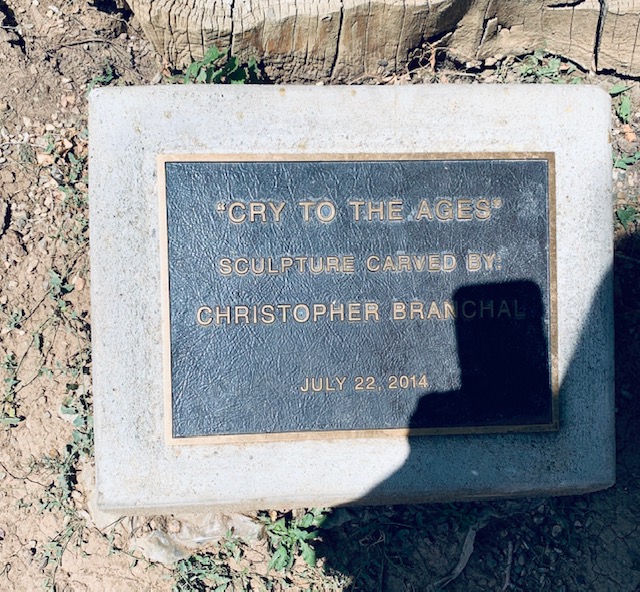 "CRY TO THE AGES"
SCULPTURE CARVED BY:
CHRISTOPHER BRANCHAL
JULY 22, 2014